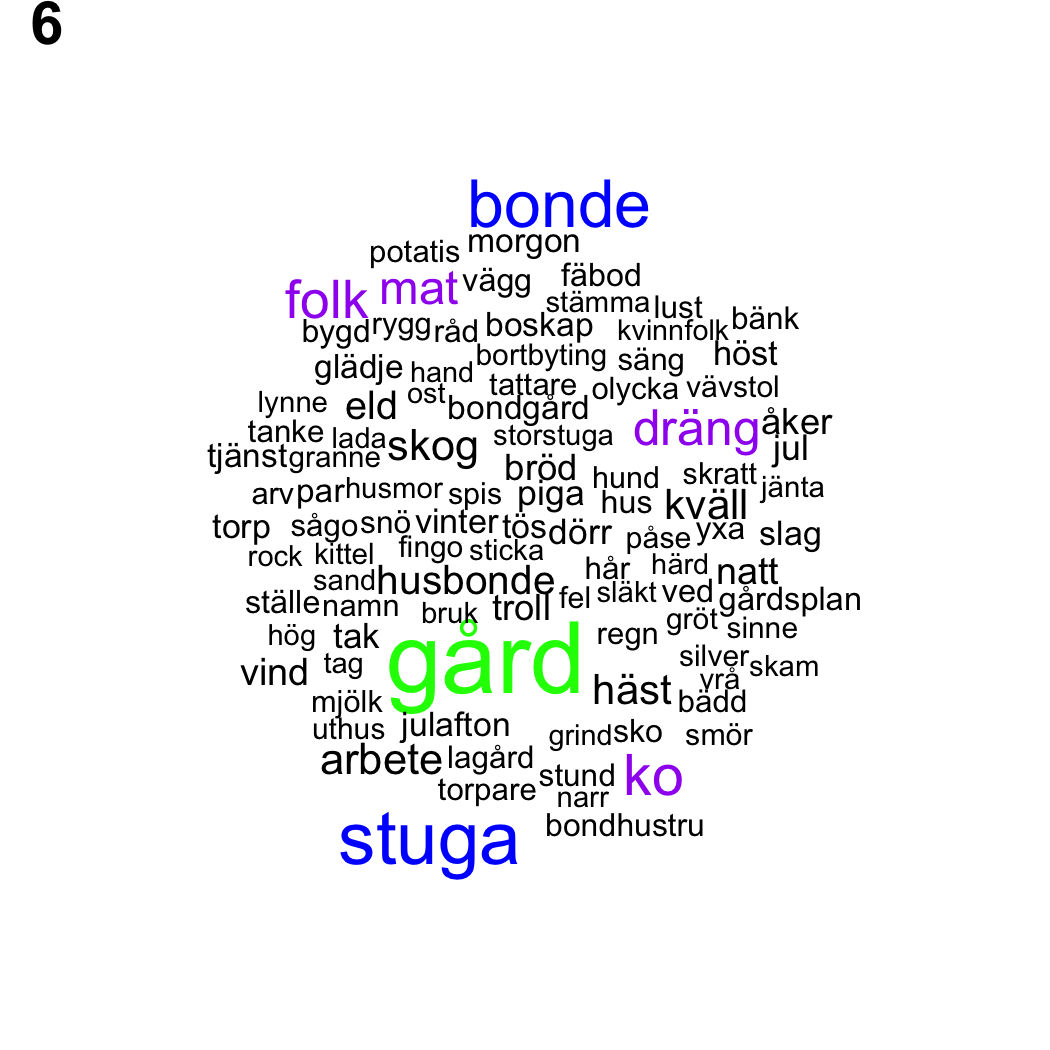 6
bonde
potatis morgon
folk mat vägg fäbod
stämma lust
bygd rygg råd boskap kvinnfolk bänk
glädje hand bortbyting säng höst
lynne eld ost tattare olycka vävstol
bondgård
tanke lada skog storstuga dräng åker
tjänst granne bröd hund skratt jul
arv par husmor spis piga hus kväll jänta
torp sågo snö vinter tös dörr påse yxa slag
rock kittel fingo sticka
sand husbonde hår härd natt
ställe namn bruk troll fel släkt ved gårdsplan
hög tak gård regn gröt sinne
vind tag silver skam
mjölk häst vrå bädd
uthus julafton grind sko smör
arbete lagård stund ko
torpare narr
stuga bondhustru